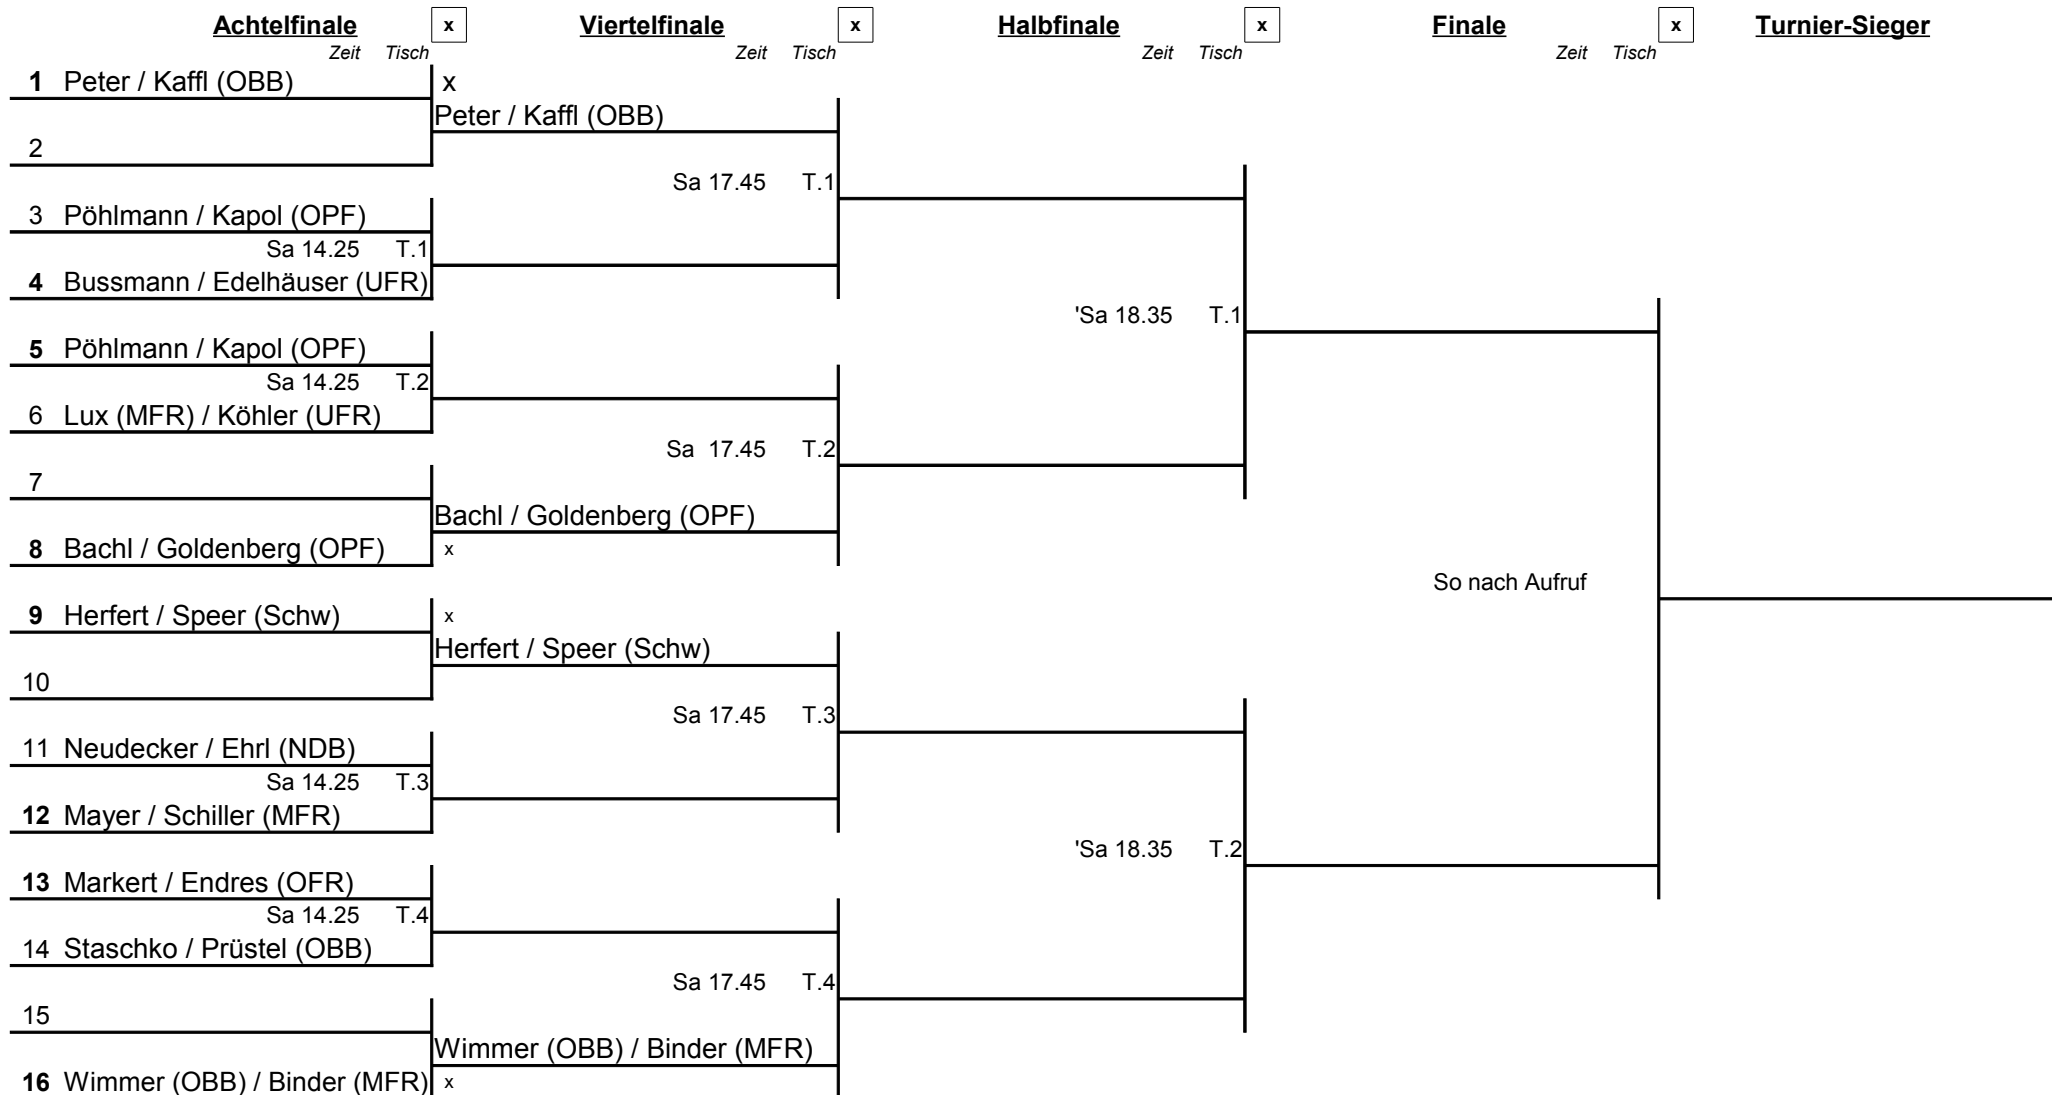 Achtelfinale x Viertelfinale x Halbfinale x Finale x Turnier-Sieger
Zeit Tisch Zeit Tisch Zeit Tisch Zeit Tisch
1 Peter / Kaffl (OBB) x
Peter / Kaffl (OBB)
2
Sa 17.45 T.1
3 Pöhlmann / Kapol (OPF)
Sa 14.25 T.1
4 Bussmann / Edelhäuser (UFR)
'Sa 18.35 T.1
5 Pöhlmann / Kapol (OPF)
Sa 14.25 T.2
6 Lux (MFR) / Köhler (UFR)
Sa 17.45 T.2
7
Bachl / Goldenberg (OPF)
8 Bachl / Goldenberg (OPF) x
So nach Aufruf
9 Herfert / Speer (Schw) x
Herfert / Speer (Schw)
10
Sa 17.45 T.3
11 Neudecker / Ehrl (NDB)
Sa 14.25 T.3
12 Mayer / Schiller (MFR)
'Sa 18.35 T.2
13 Markert / Endres (OFR)
Sa 14.25 T.4
14 Staschko / Prüstel (OBB)
Sa 17.45 T.4
15
Wimmer (OBB) / Binder (MFR)
16 Wimmer (OBB) / Binder (MFR) x